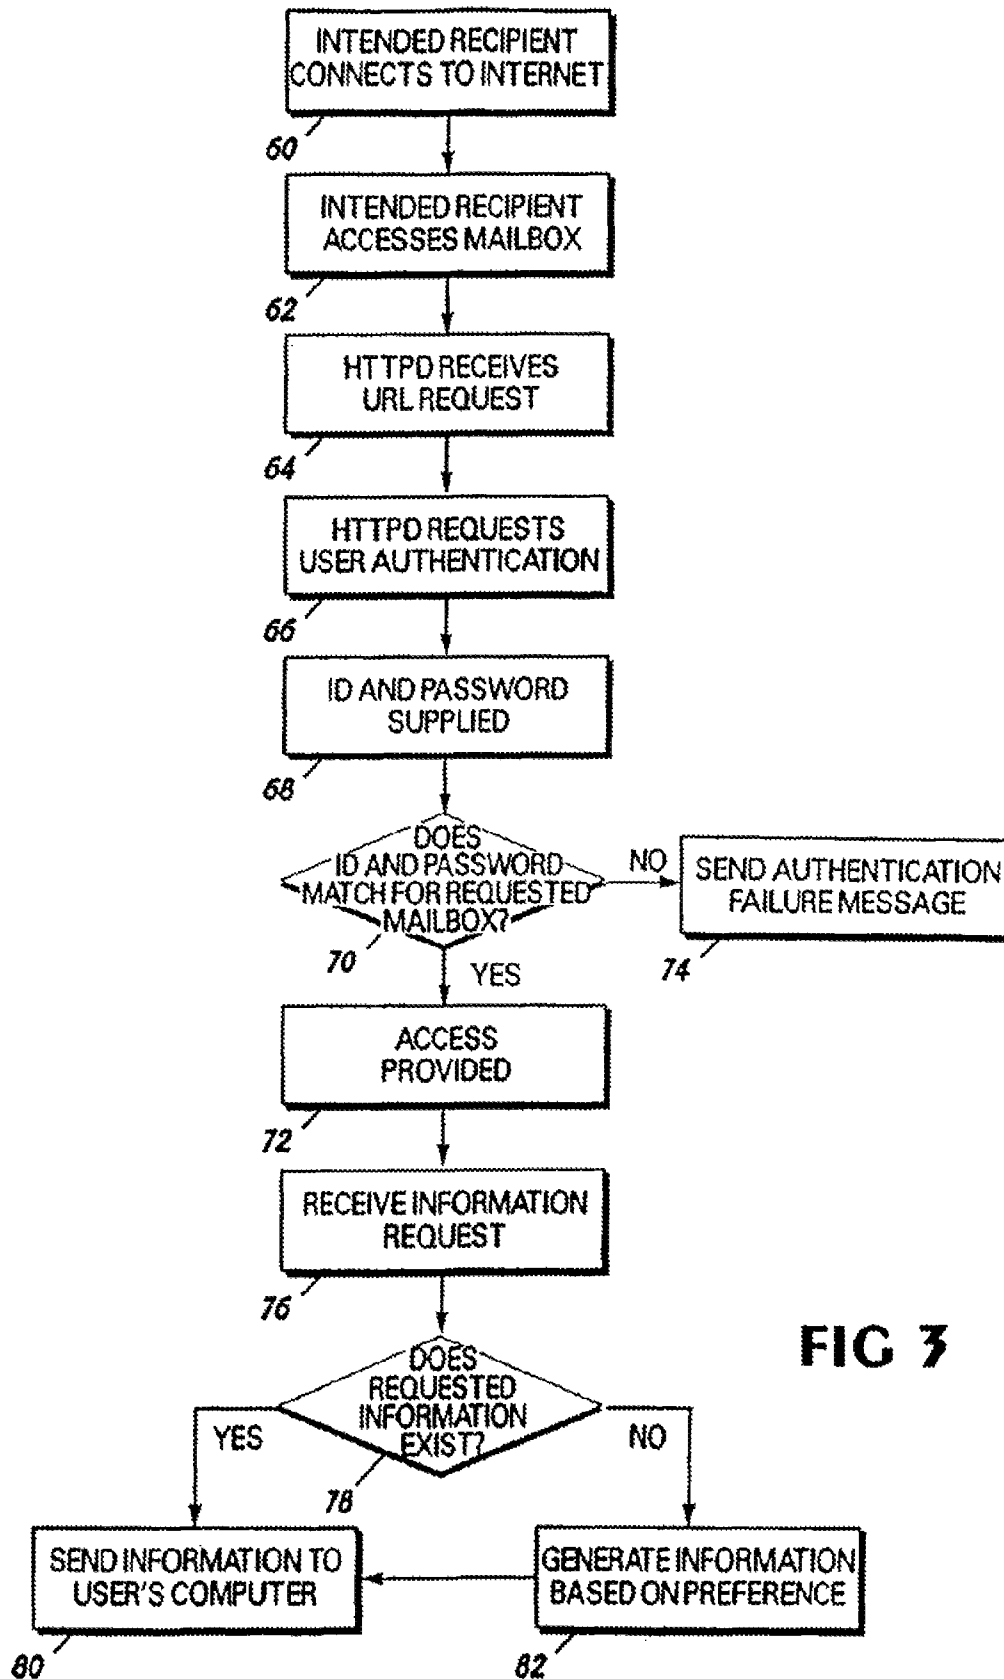 INTENDED RECIPIENT
CONNECTS TO INTERNET
60
INTENDED RECIPIENT
ACCESSES MAILBOX
62
HTTPD RECEIVES
URL REQUEST
64
HTTPD REQUESTS
USER AUTHENTICATION
66
ID AND PASSWORD
SUPPLIED
68
DOES
ID AND PASSWORD
MATCH FOR REQUESTED
MAILBOX?
70
NO
SEND AUTHENTICATION
FAILURE MESSAGE
74
YES
ACCESS
PROVIDED
72
RECEIVE INFORMATION
REQUEST
76
FIG 3
DOES
REQUESTED
INFORMATION
EXIST?
78
YES
NO
SEND INFORMATION TO
USER'S COMPUTER
80
GENERATE INFORMATION
BASED ON PREFERENCE
82